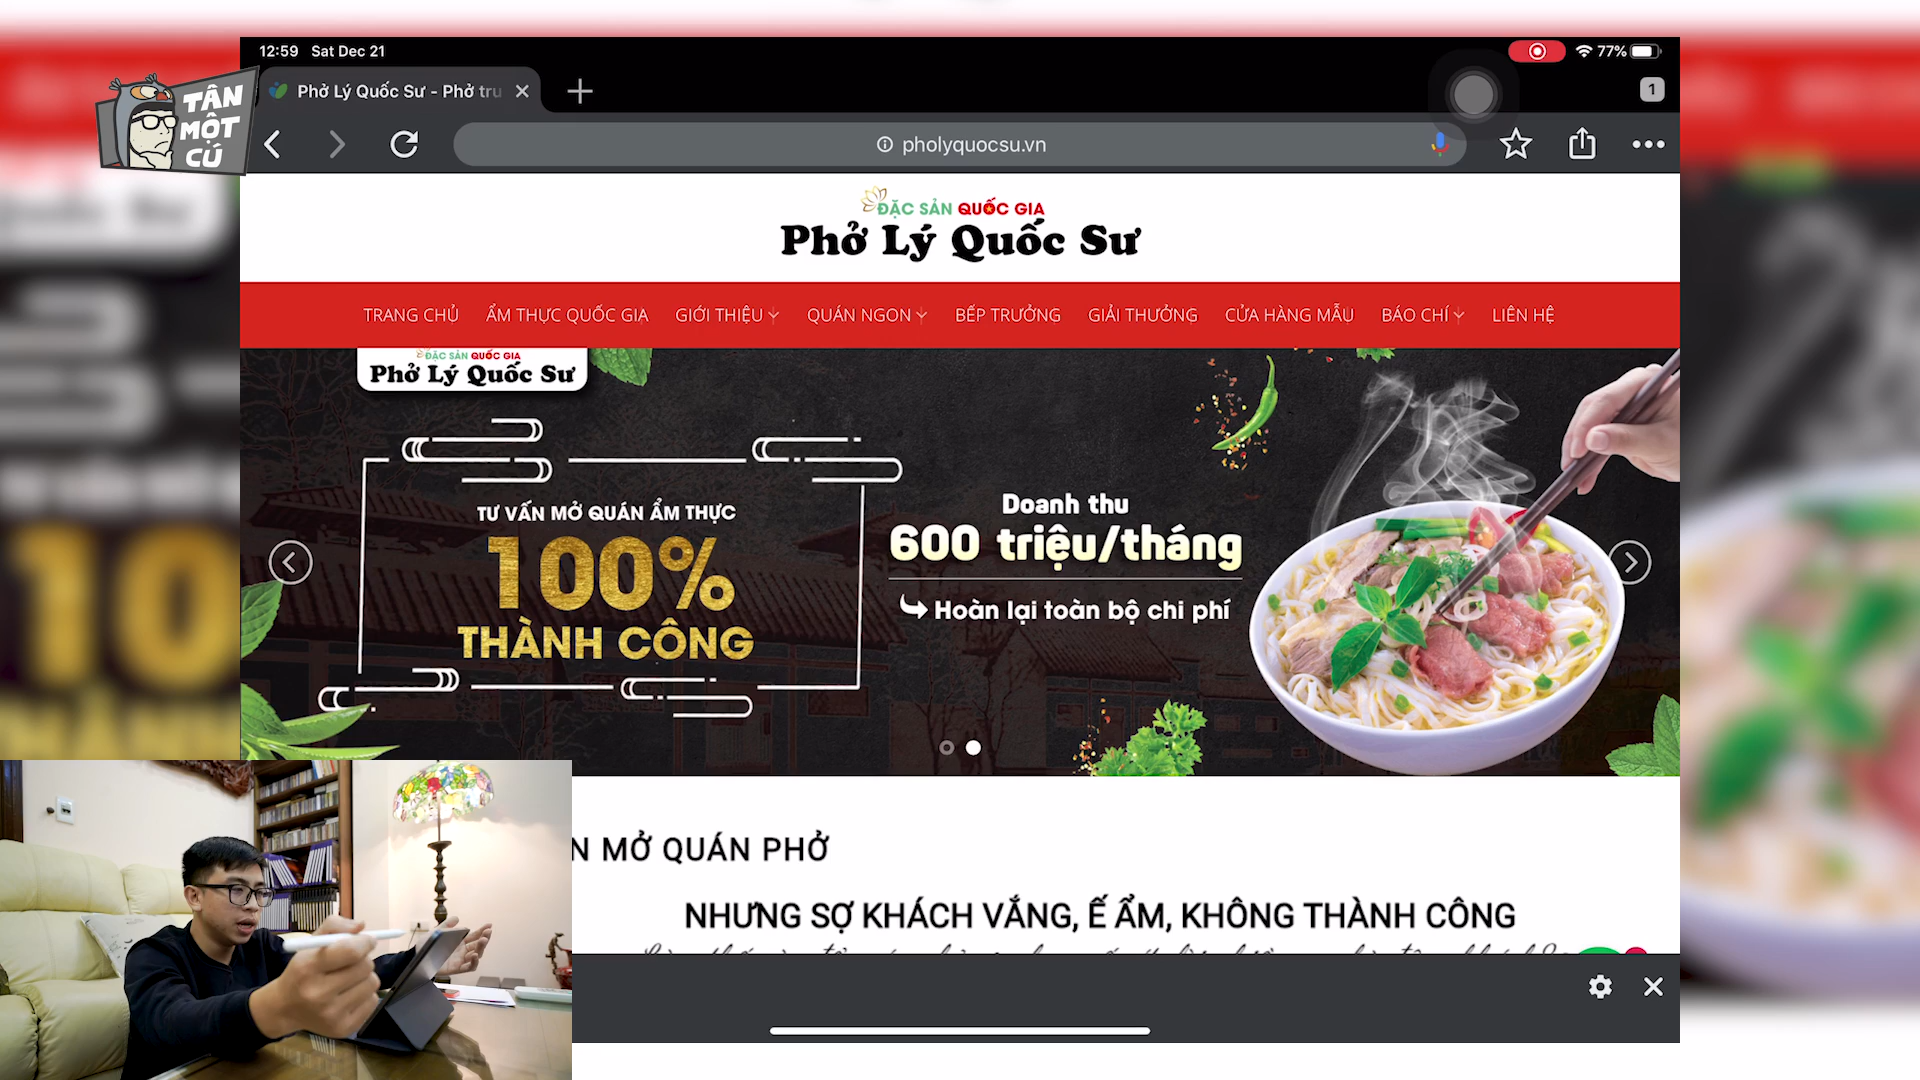 12:59 Sat Dec 21
77%
TÂN
MỘT
CÚ
Phở Lý Quốc Sư - Phở tru
1
pholyquocsu.vn
ĐẶC SẢN QUỐC GIA
Phở Lý Quốc Sư
TRANG CHỦ ẨM THỰC QUỐC GIA GIỚI THIỆU QUÁN NGON BẾP TRƯỞNG GIẢI THƯỞNG CỬA HÀNG MẪU BÁO CHÍ LIÊN HỆ
ĐẶC SẢN QUỐC GIA
Phở Lý Quốc Sư
TƯ VẤN MỞ QUÁN ẨM THỰC
100%
THÀNH CÔNG
Doanh thu
600 triệu/tháng
Hoàn lại toàn bộ chi phí
N MỞ QUÁN PHỞ
NHƯNG SỢ KHÁCH VẮNG, Ế ẨM, KHÔNG THÀNH CÔNG